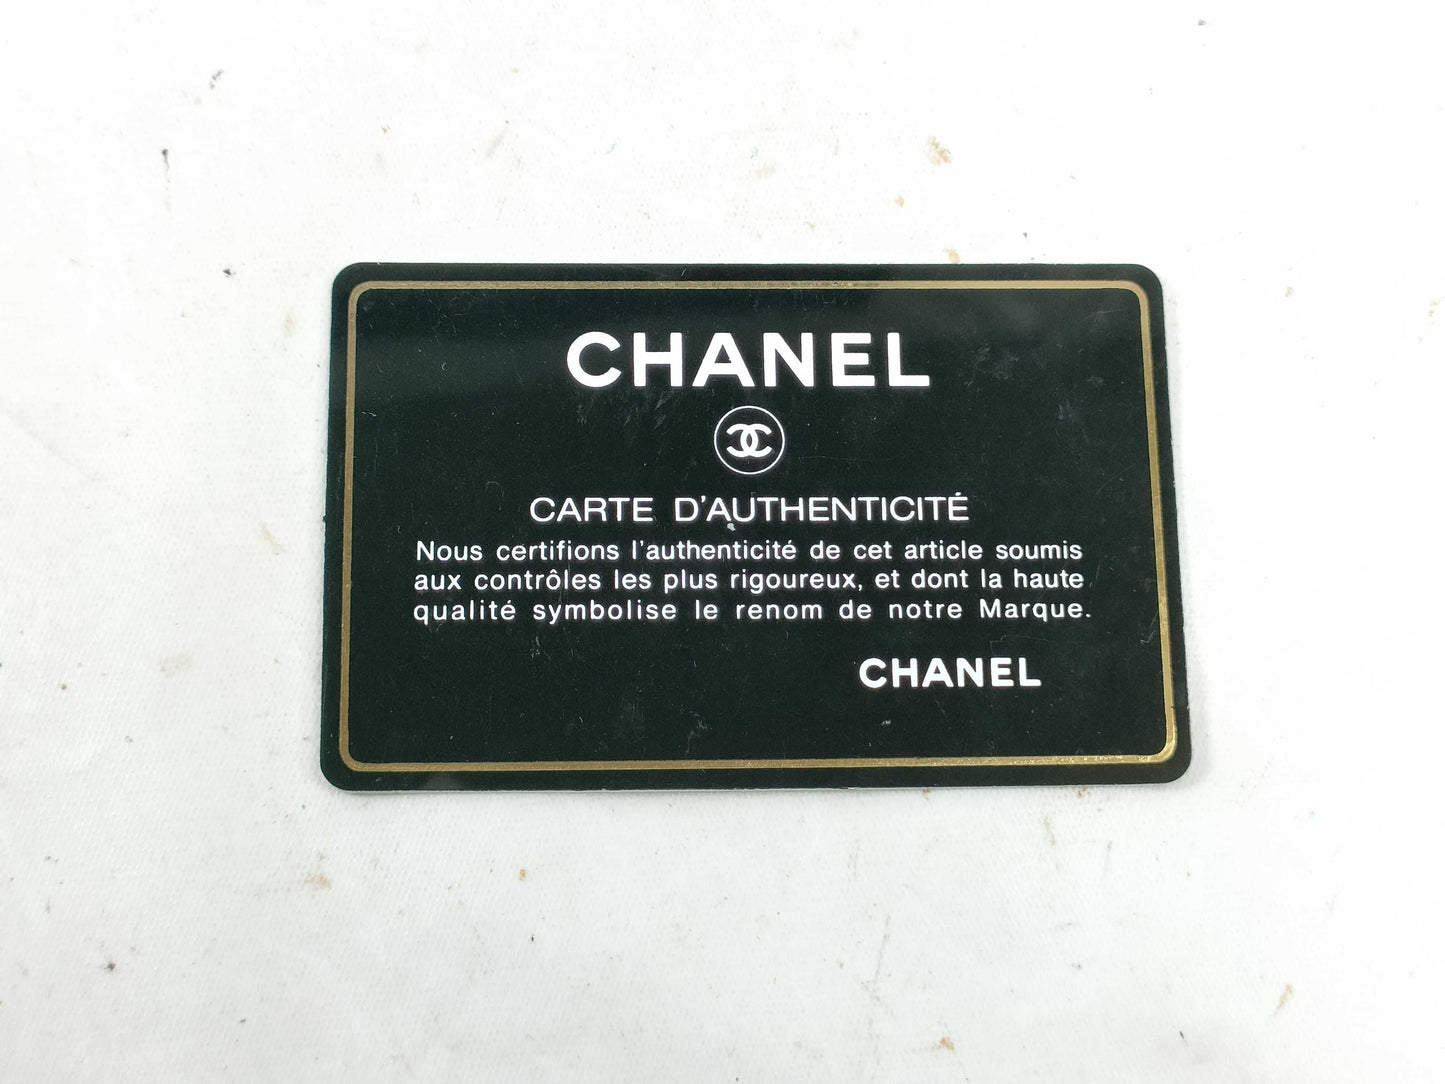 CHANEL
CARTE D'AUTHENTICITÉ
Nous certifions l'authenticité de cet article soumis
aux contrôles les plus rigoureux, et dont la haute
qualité symbolise le renom de notre Marque.
CHANEL